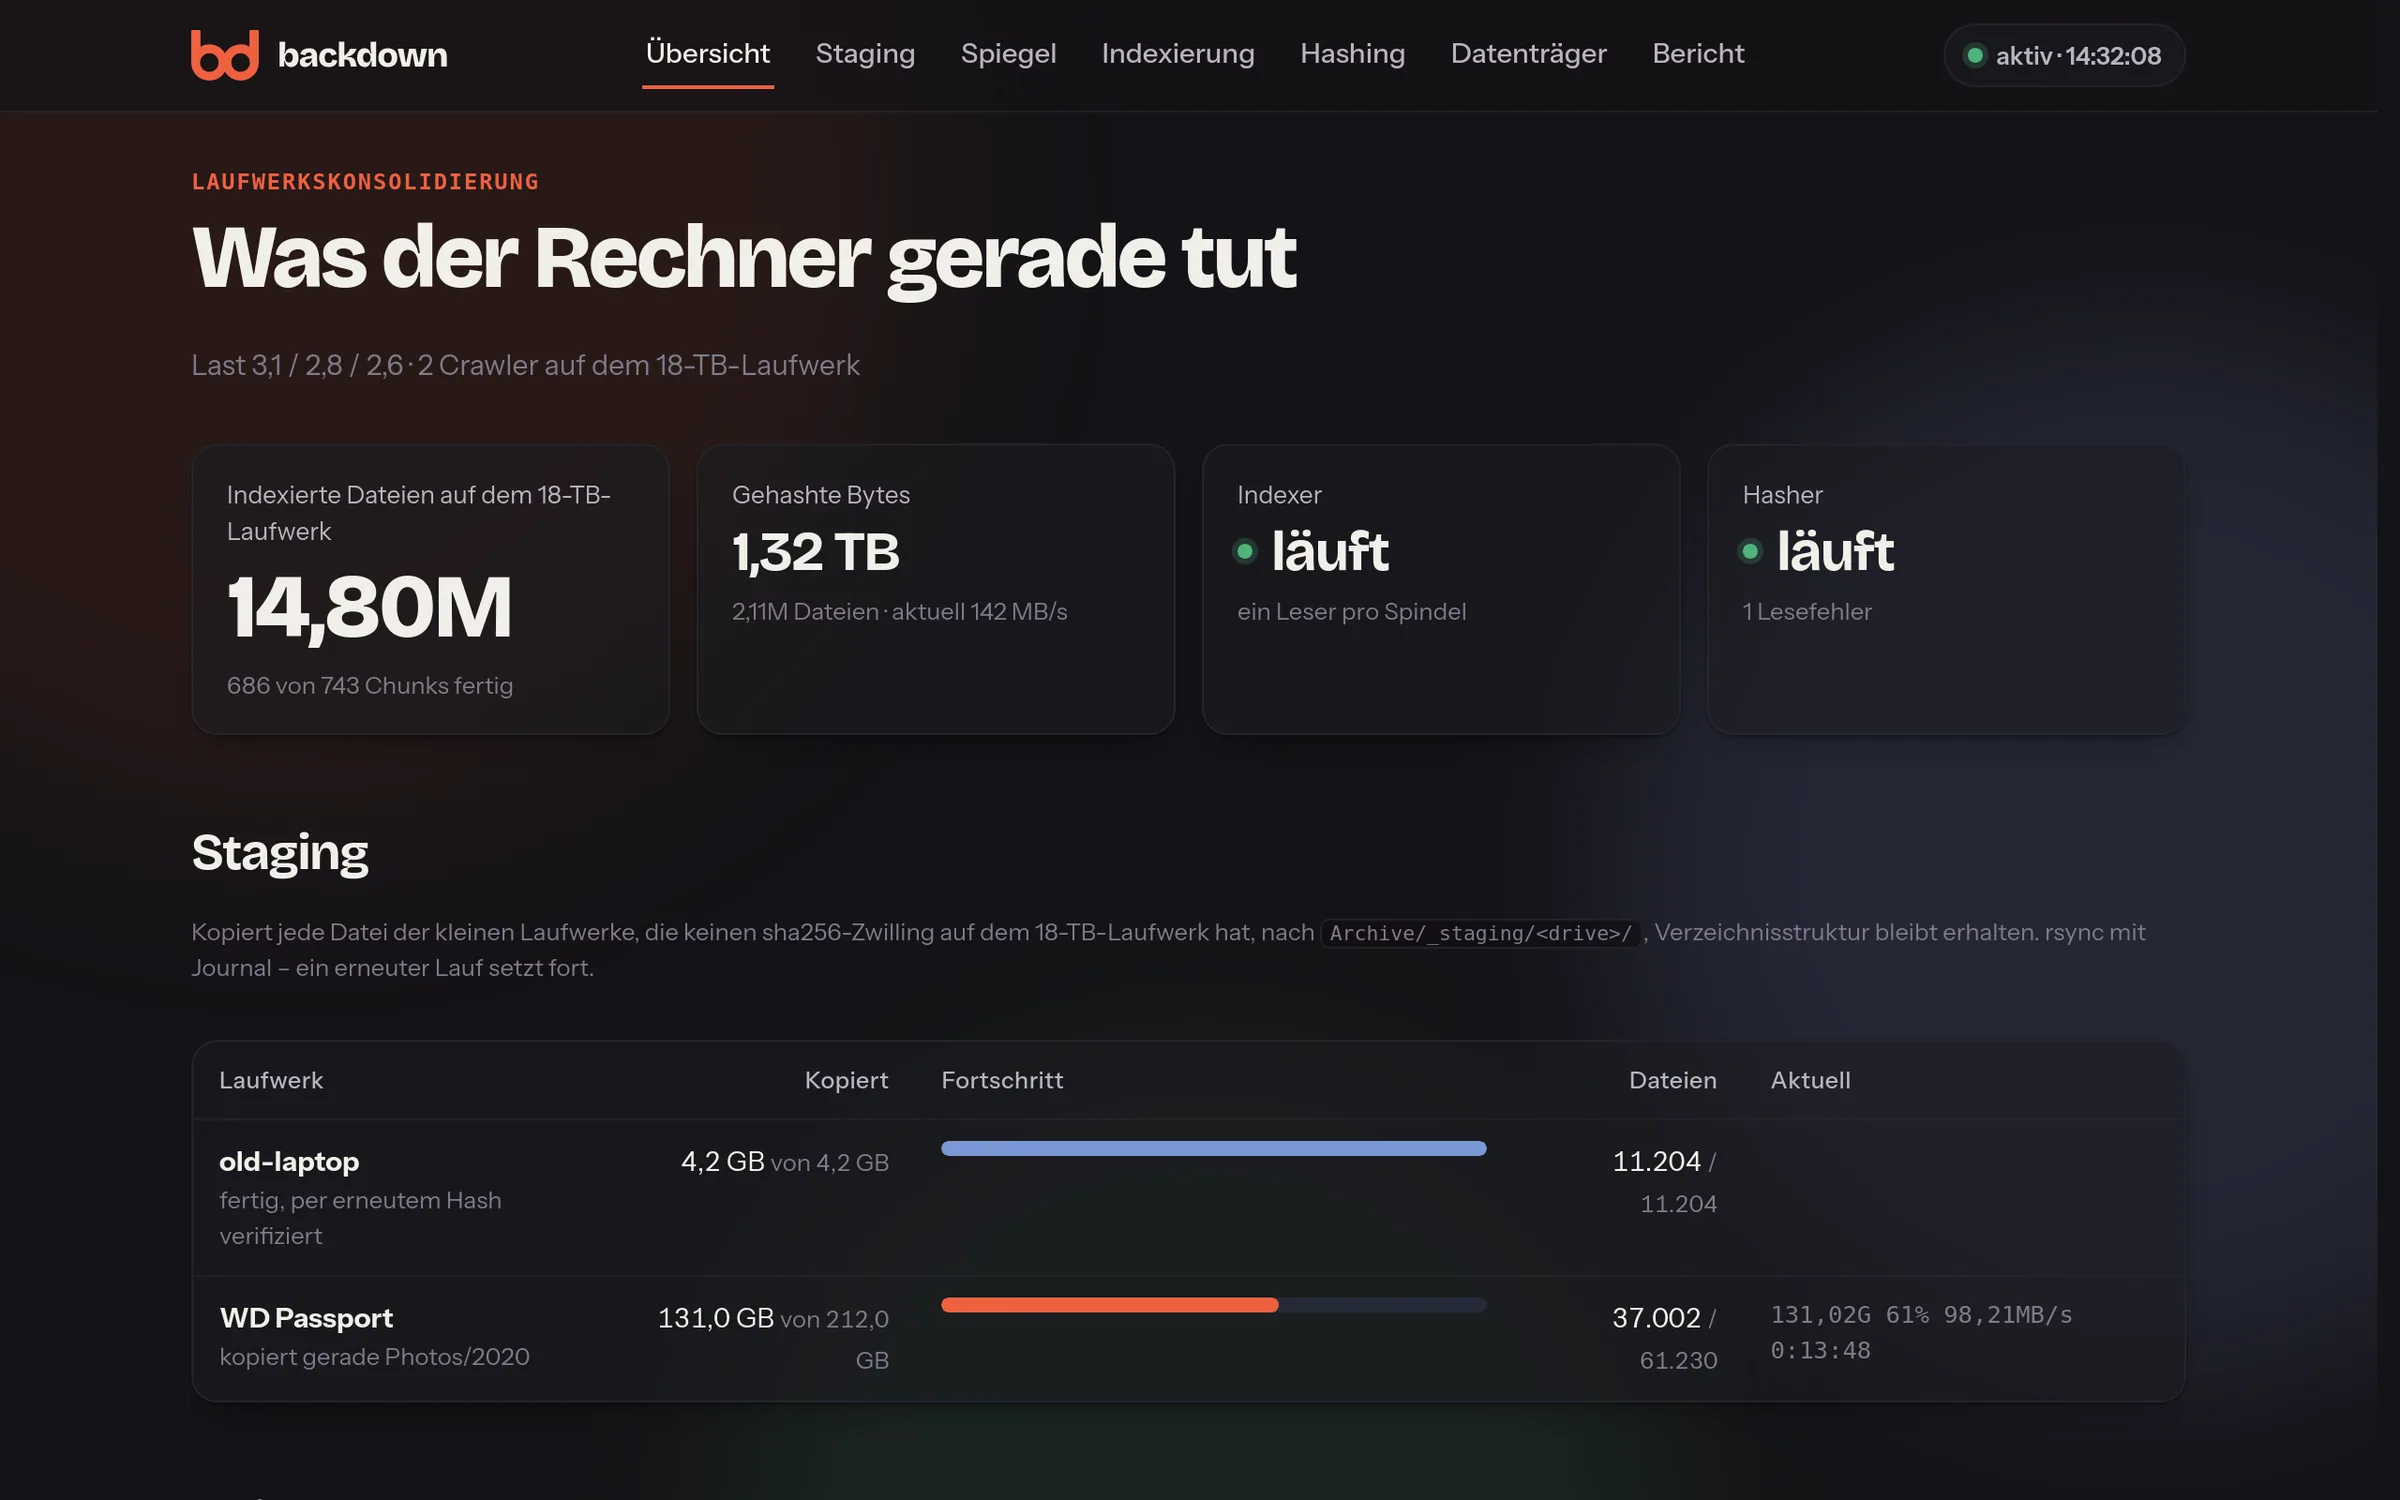 backdown
Übersicht Staging Spiegel Indexierung Hashing Datenträger Bericht
aktiv · 14:32:08
LAUFWERKSKONSOLIDIERUNG
Was der Rechner gerade tut
Last 3,1 / 2,8 / 2,6 · 2 Crawler auf dem 18-TB-Laufwerk
Indexierte Dateien auf dem 18-TB-
Laufwerk
14,80M
686 von 743 Chunks fertig
Gehashte Bytes
1,32 TB
2,11M Dateien · aktuell 142 MB/s
Indexer
läuft
ein Leser pro Spindel
Hasher
läuft
1 Lesefehler
Staging
Kopiert jede Datei der kleinen Laufwerke, die keinen sha256-Zwilling auf dem 18-TB-Laufwerk hat, nach Archive/_staging/<drive>/ , Verzeichnisstruktur bleibt erhalten. rsync mit
Journal – ein erneuter Lauf setzt fort.
Laufwerk Kopiert Fortschritt Dateien Aktuell
old-laptop 4,2 GB von 4,2 GB 11.204 /
fertig, per erneutem Hash 11.204
verifiziert
WD Passport 131,0 GB von 212,0 37.002 / 131,02G 61% 98,21MB/s
kopiert gerade Photos/2020 GB 61.230 0:13:48